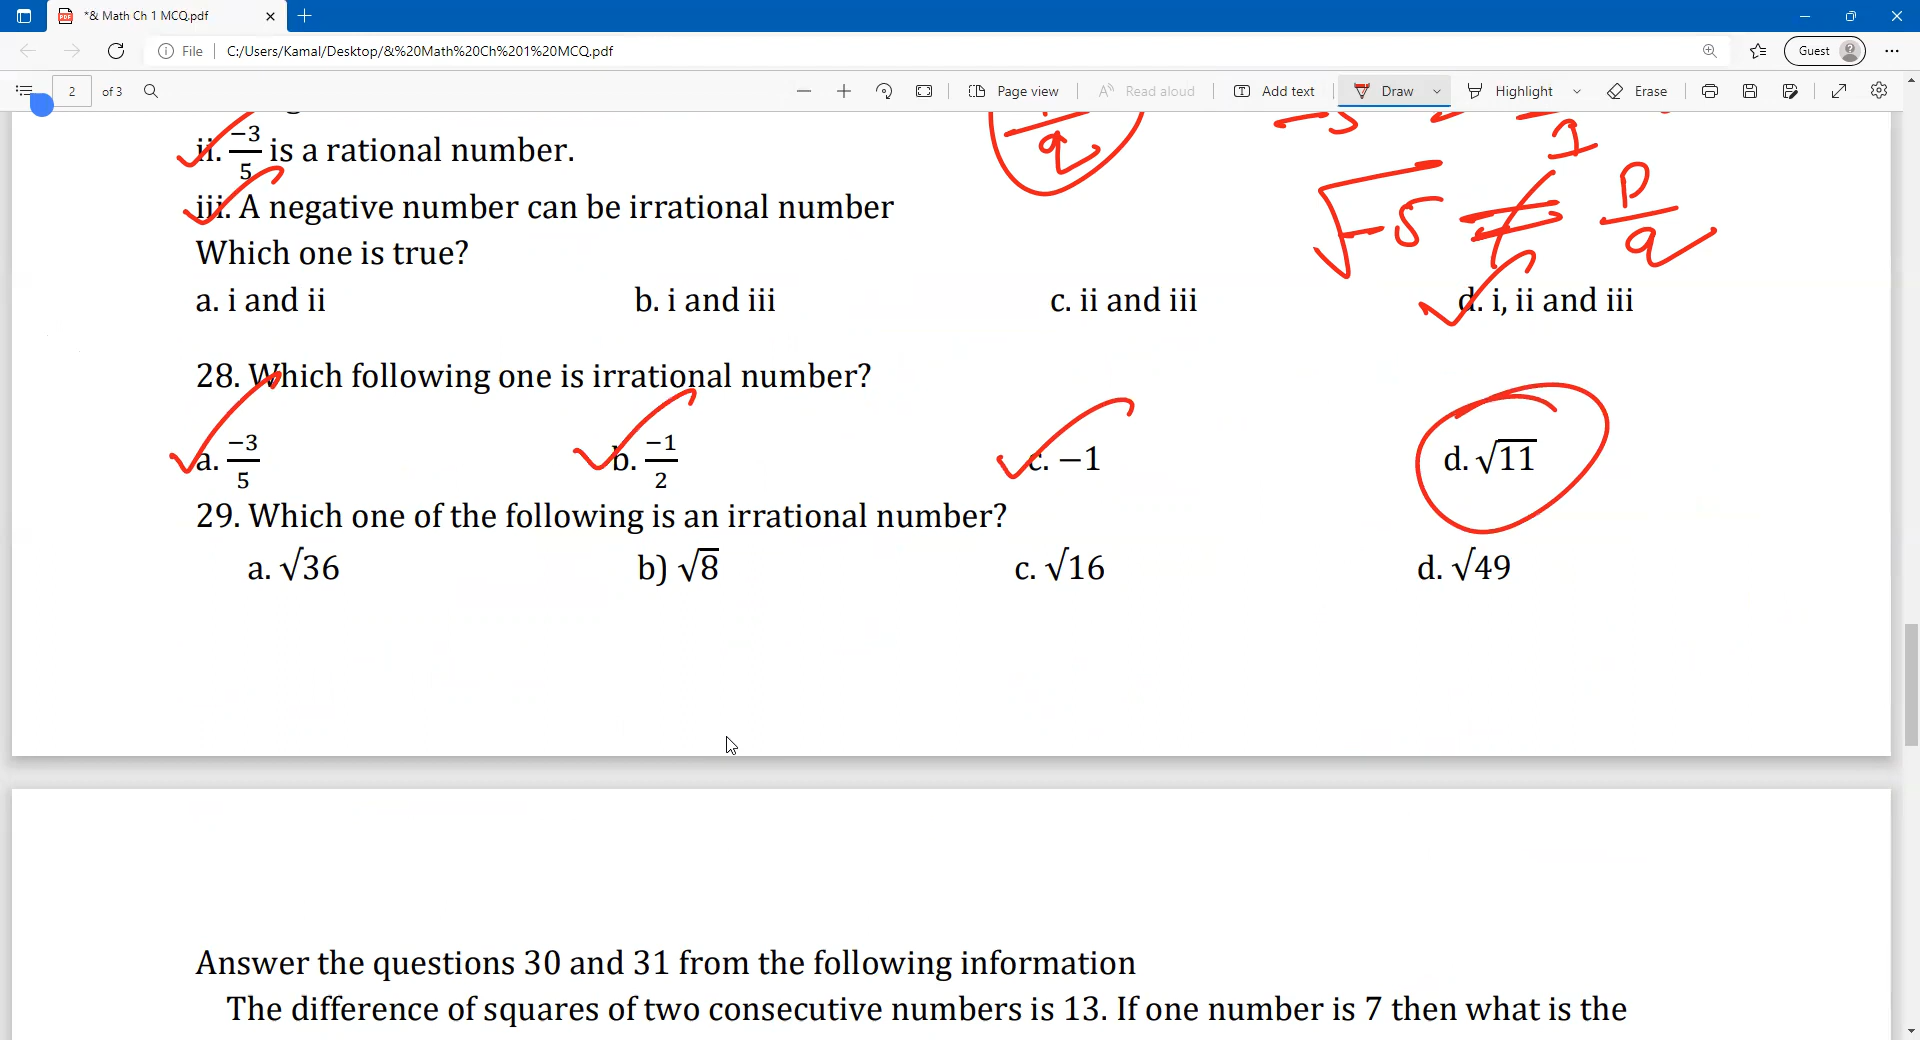 *& Math Ch 1 MCQ.pdf
File C:/Users/Kamal/Desktop/&%20Math%20Ch%201%20MCQ.pdf Guest
2 of 3 Page view Read aloud Add text Draw Highlight Erase
ii. −3/5 is a rational number.
q
1
iii. A negative number can be irrational number
√−5 ≠ p/q
Which one is true?
a. i and ii b. i and iii c. ii and iii d. i, ii and iii
28. Which following one is irrational number?
a. −3/5 b. −1/2 c. −1 d. √11
29. Which one of the following is an irrational number?
a. √36 b) √8 c. √16 d. √49
Answer the questions 30 and 31 from the following information
The difference of squares of two consecutive numbers is 13. If one number is 7 then what is the